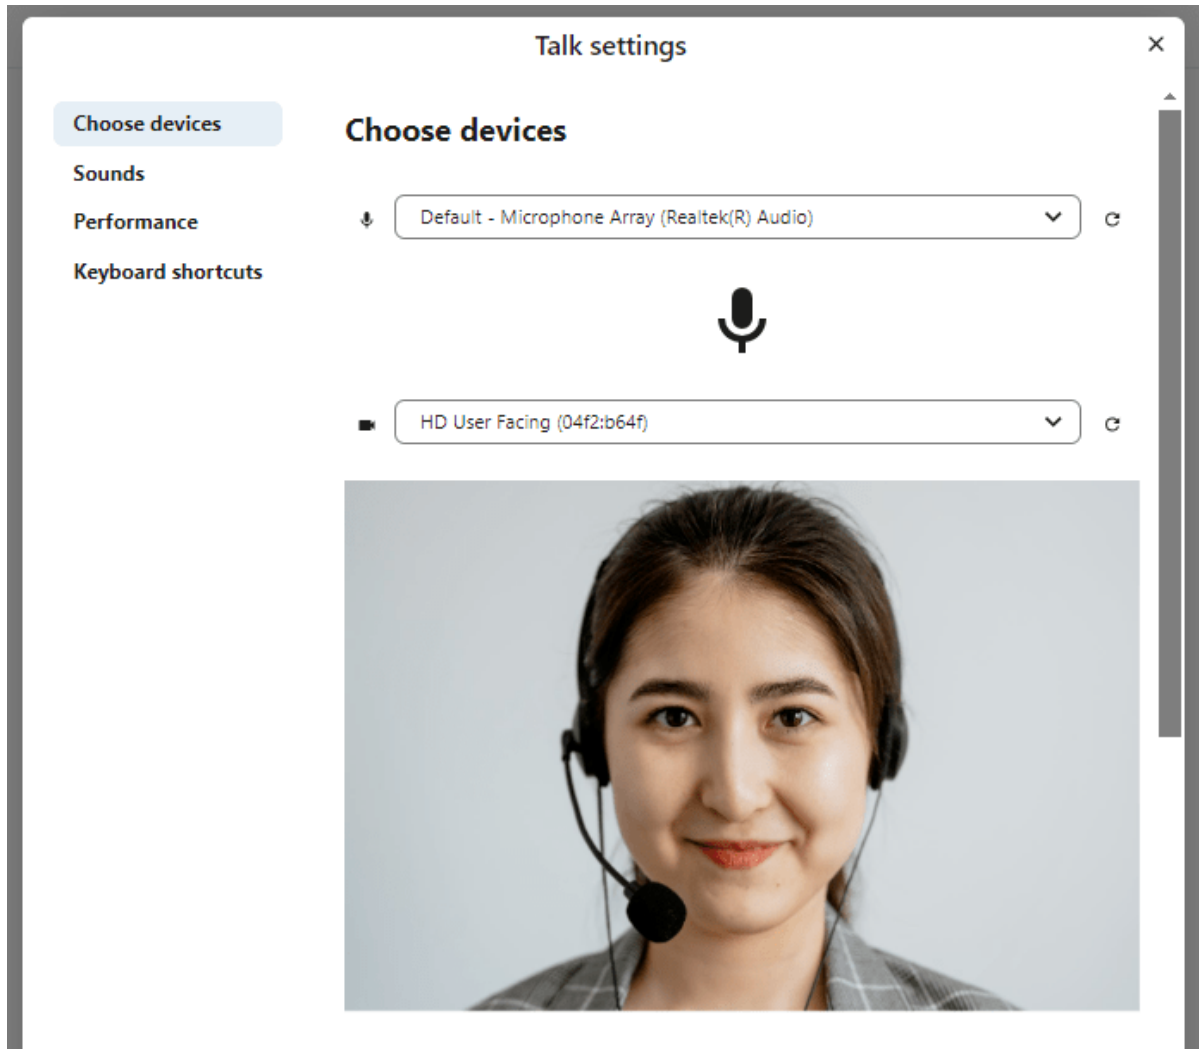 Talk settings
Choose devices
Sounds
Performance
Keyboard shortcuts
Choose devices
Default - Microphone Array (Realtek(R) Audio)
HD User Facing (04f2:b64f)